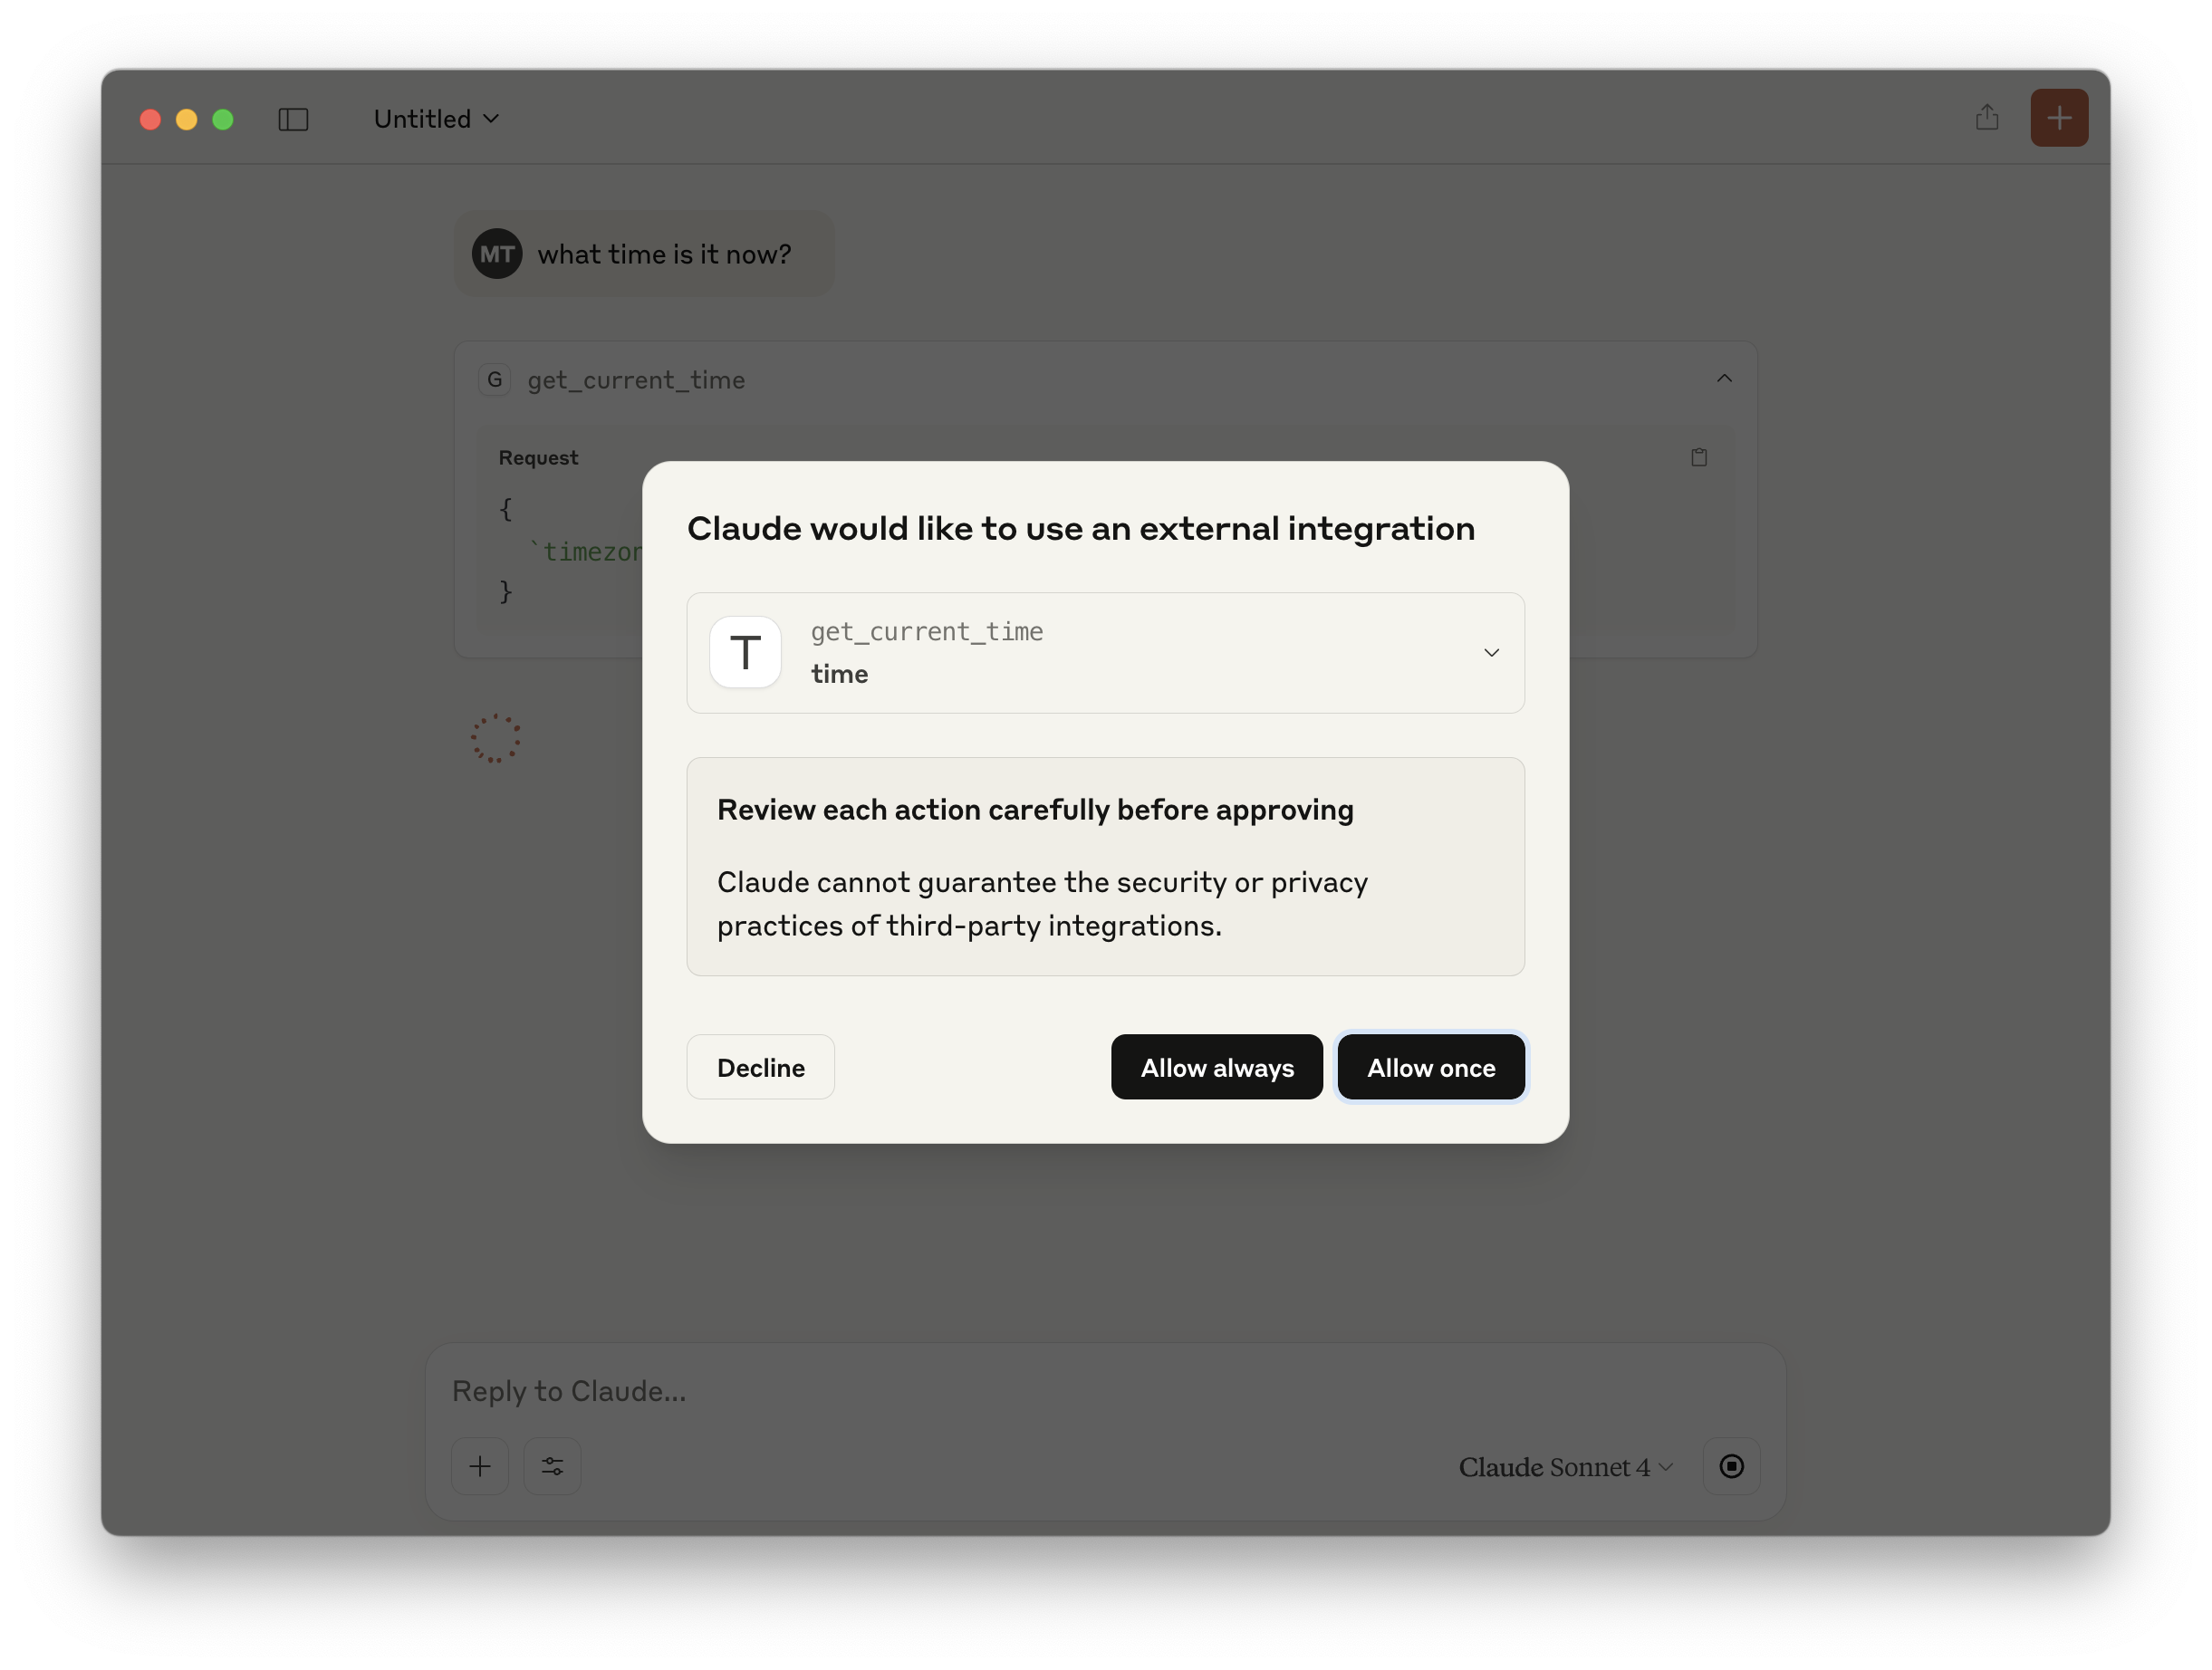 Untitled
MT what time is it now?
G get_current_time
Request
{
`timezon
}
Claude would like to use an external integration
T
get_current_time
time
Review each action carefully before approving
Claude cannot guarantee the security or privacy
practices of third-party integrations.
Decline
Allow always
Allow once
Reply to Claude...
Claude Sonnet 4